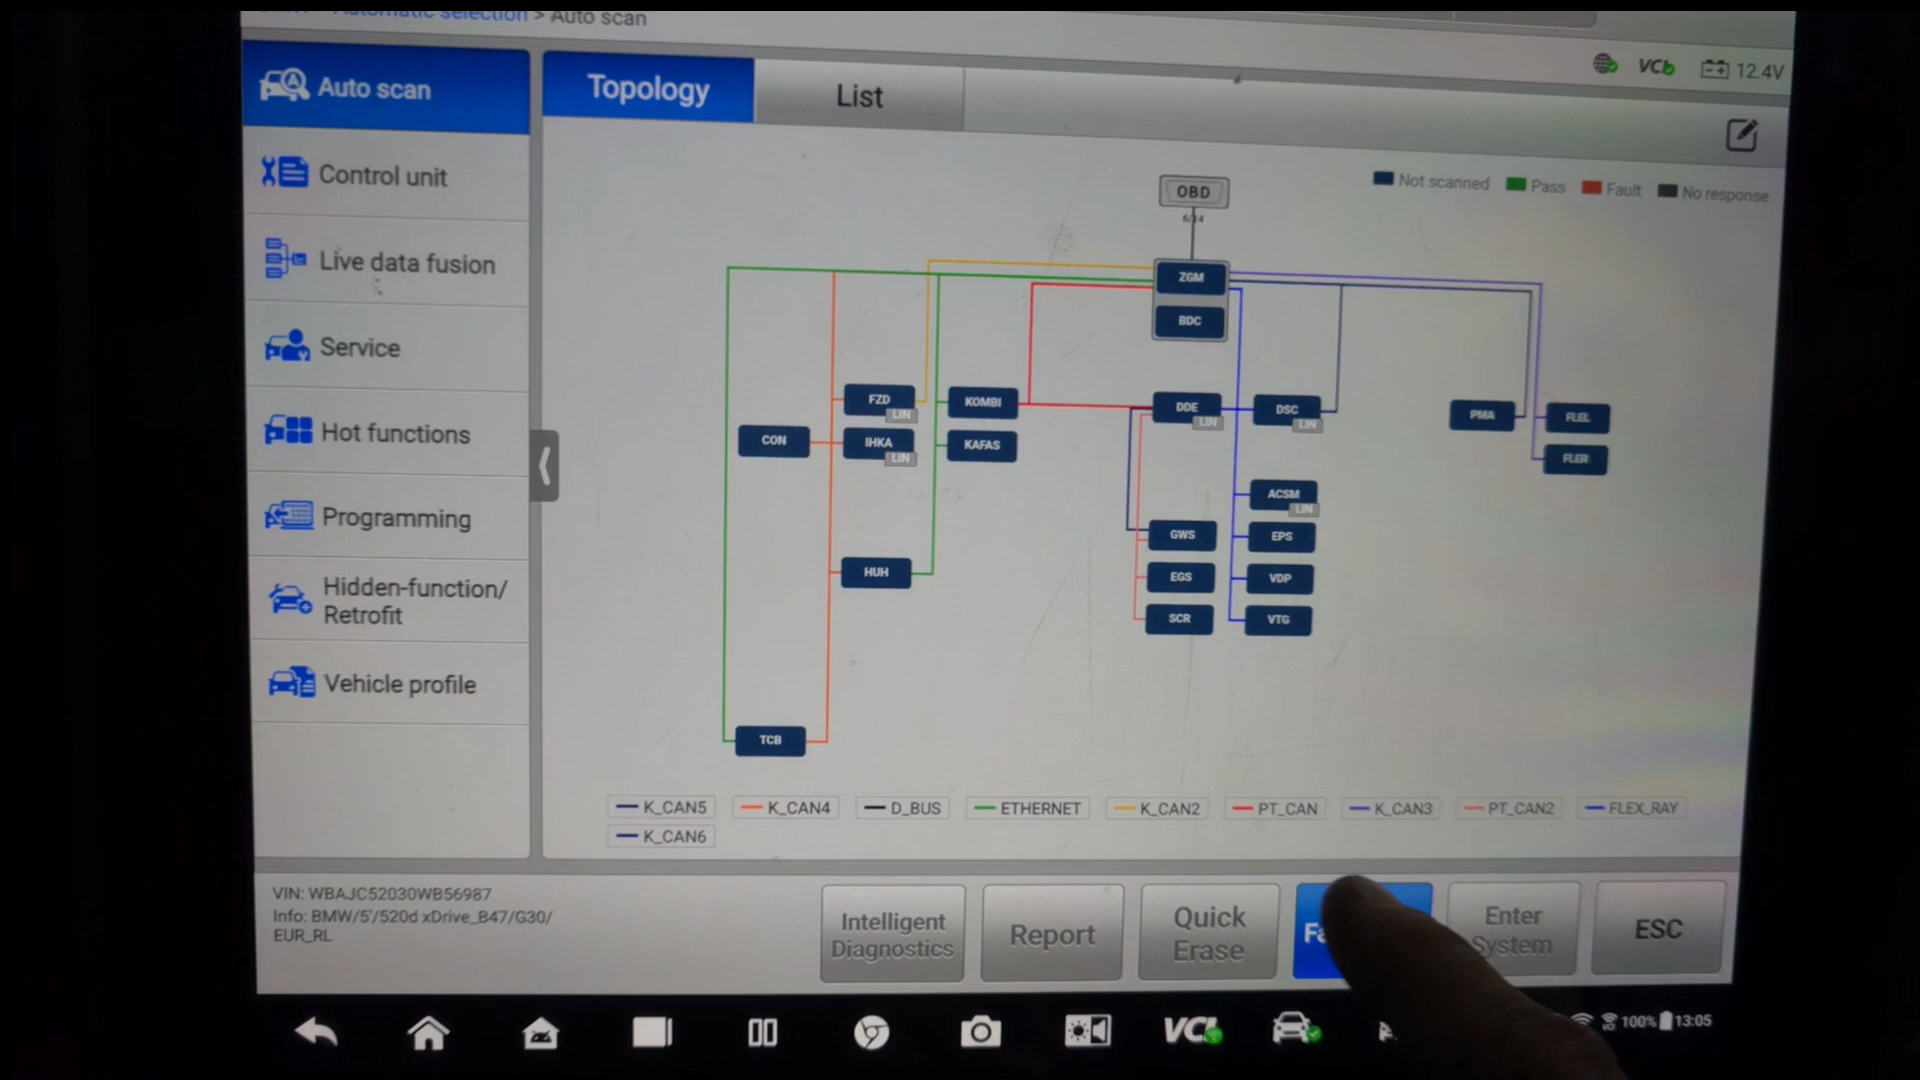 Automatic selection > Auto scan
VCI
12.4V
Auto scan
Topology
List
Control unit
Not scanned
Pass
Fault
No response
OBD
6/14
Live data fusion
ZGM
BDC
Service
FZD
LIN
KOMBI
DDE
LIN
DSC
LIN
PMA
FLEL
Hot functions
CON
IHKA
LIN
KAFAS
FLER
Programming
ACSM
LIN
GWS
EPS
Hidden-function/
Retrofit
HUH
EGS
VDP
SCR
VTG
Vehicle profile
TCB
K_CAN5
K_CAN4
D_BUS
ETHERNET
K_CAN2
PT_CAN
K_CAN3
PT_CAN2
FLEX_RAY
K_CAN6
VIN: WBAJC52030WB56987
Info: BMW/5'/520d xDrive_B47/G30/
EUR_RL
Intelligent
Diagnostics
Report
Quick
Erase
Enter
System
ESC
VCI
100%
13:05